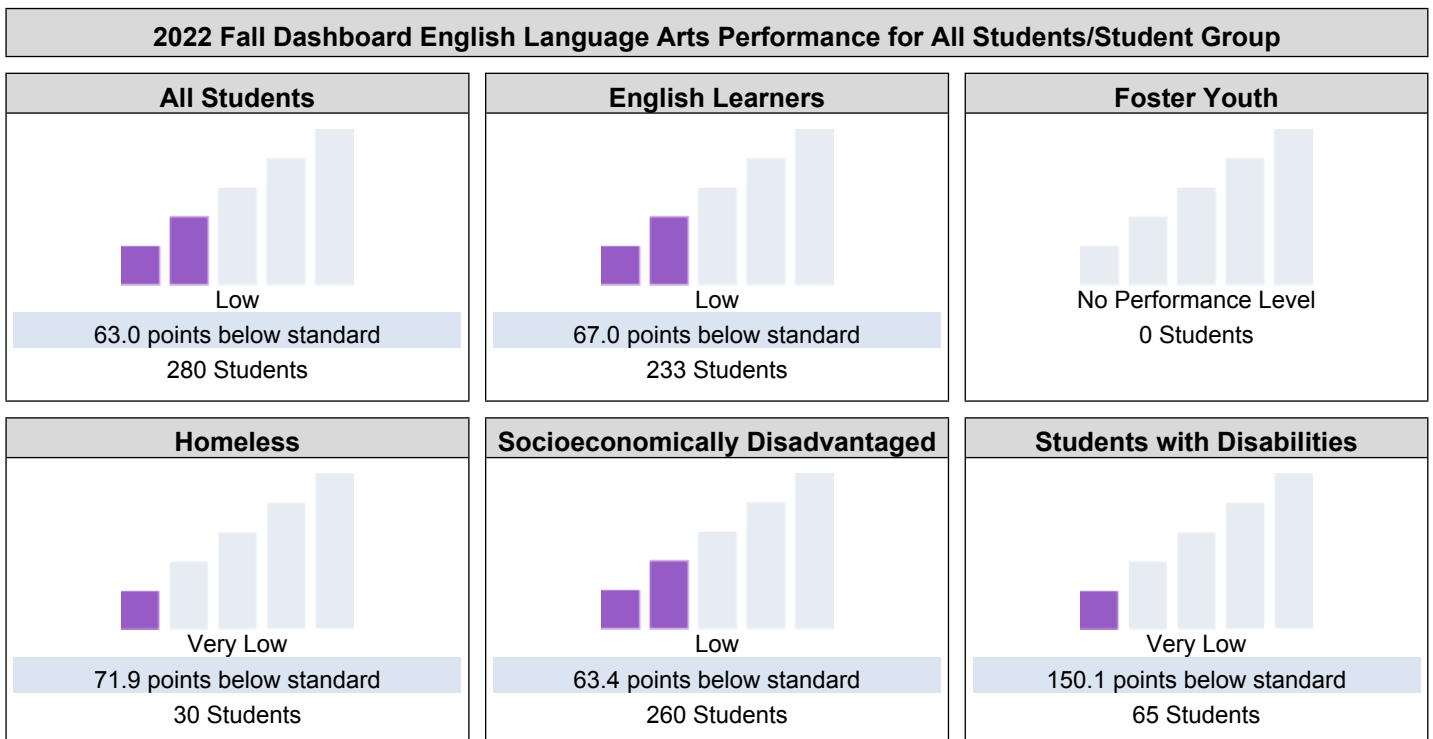 2022 Fall Dashboard English Language Arts Performance for All Students/Student Group
All Students
Low
63.0 points below standard
280 Students
English Learners
Low
67.0 points below standard
233 Students
Foster Youth
No Performance Level
0 Students
Homeless
Very Low
71.9 points below standard
30 Students
Socioeconomically Disadvantaged
Low
63.4 points below standard
260 Students
Students with Disabilities
Very Low
150.1 points below standard
65 Students